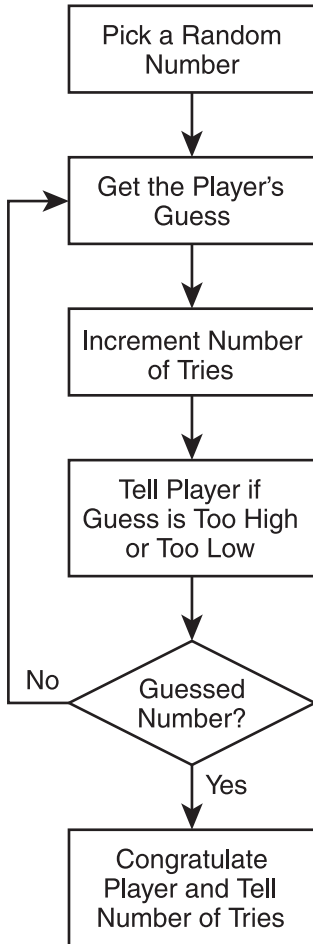 Pick a Random
Number
Get the Player's
Guess
Increment Number
of Tries
Tell Player if
Guess is Too High
or Too Low
Guessed
Number?
No
Yes
Congratulate
Player and Tell
Number of Tries